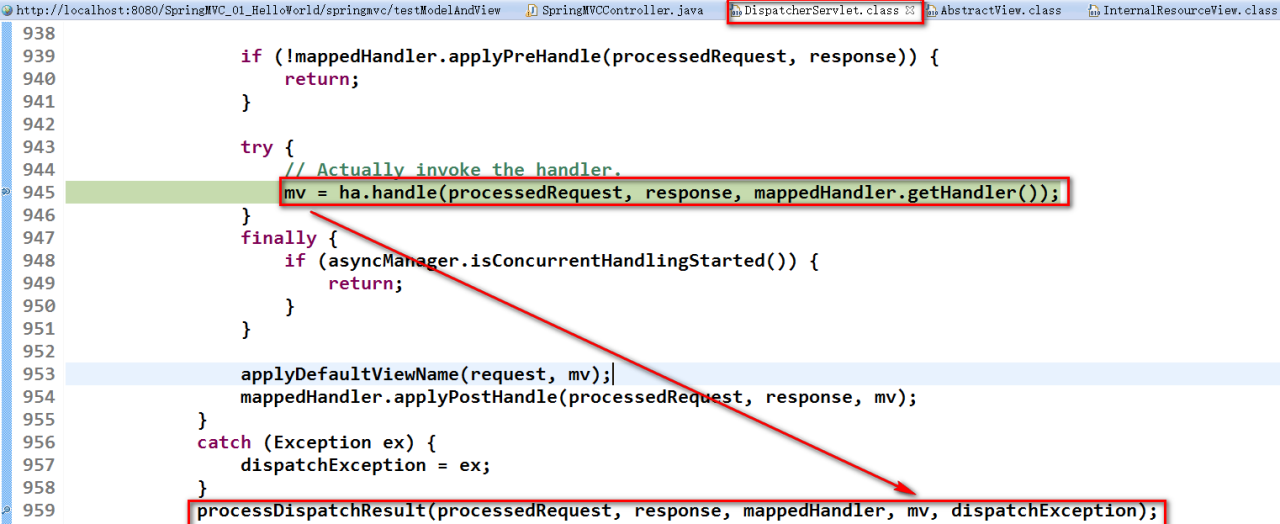 http://localhost:8080/SpringMVC_01_HelloWorld/springmvc/testModelAndView SpringMVCController.java DispatcherServlet.class AbstractView.class InternalResourceView.class
938
939 if (!mappedHandler.applyPreHandle(processedRequest, response)) {
940 return;
941 }
942
943 try {
944 // Actually invoke the handler.
945 mv = ha.handle(processedRequest, response, mappedHandler.getHandler());
946 }
947 finally {
948 if (asyncManager.isConcurrentHandlingStarted()) {
949 return;
950 }
951 }
952
953 applyDefaultViewName(request, mv);
954 mappedHandler.applyPostHandle(processedRequest, response, mv);
955 }
956 catch (Exception ex) {
957 dispatchException = ex;
958 }
959 processDispatchResult(processedRequest, response, mappedHandler, mv, dispatchException);